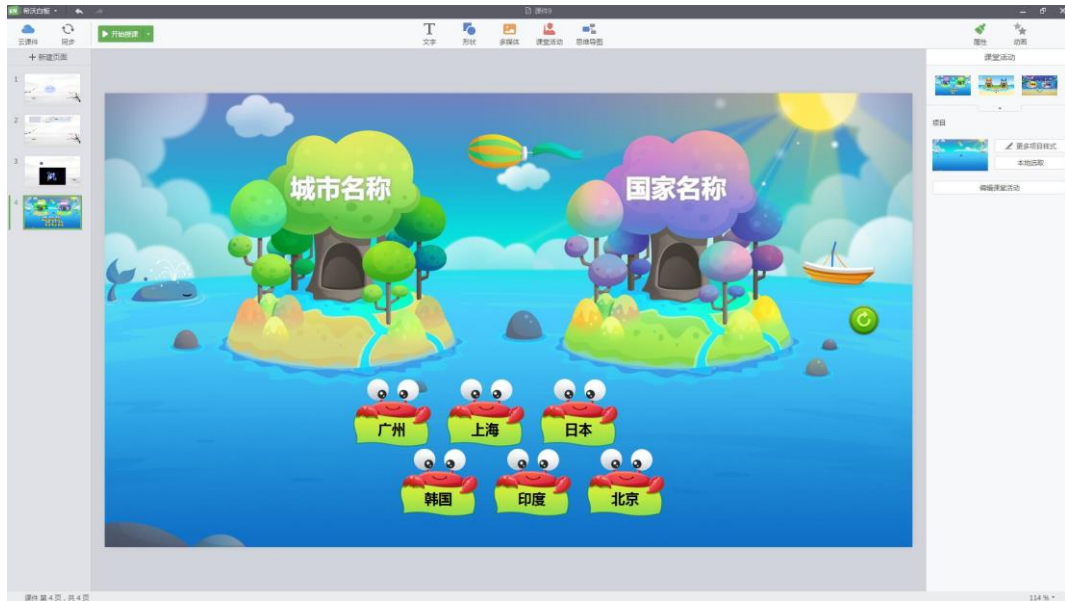 希沃白板
课件9
云课件
同步
开始授课
文字
形状
多媒体
课堂活动
思维导图
属性
动画
+ 新建页面
1
2
3
4
城市名称
国家名称
广州
上海
日本
韩国
印度
北京
课堂活动
项目
更多项目样式
本地选取
编辑课堂活动
课件 第 4 页 , 共 4 页
114 %